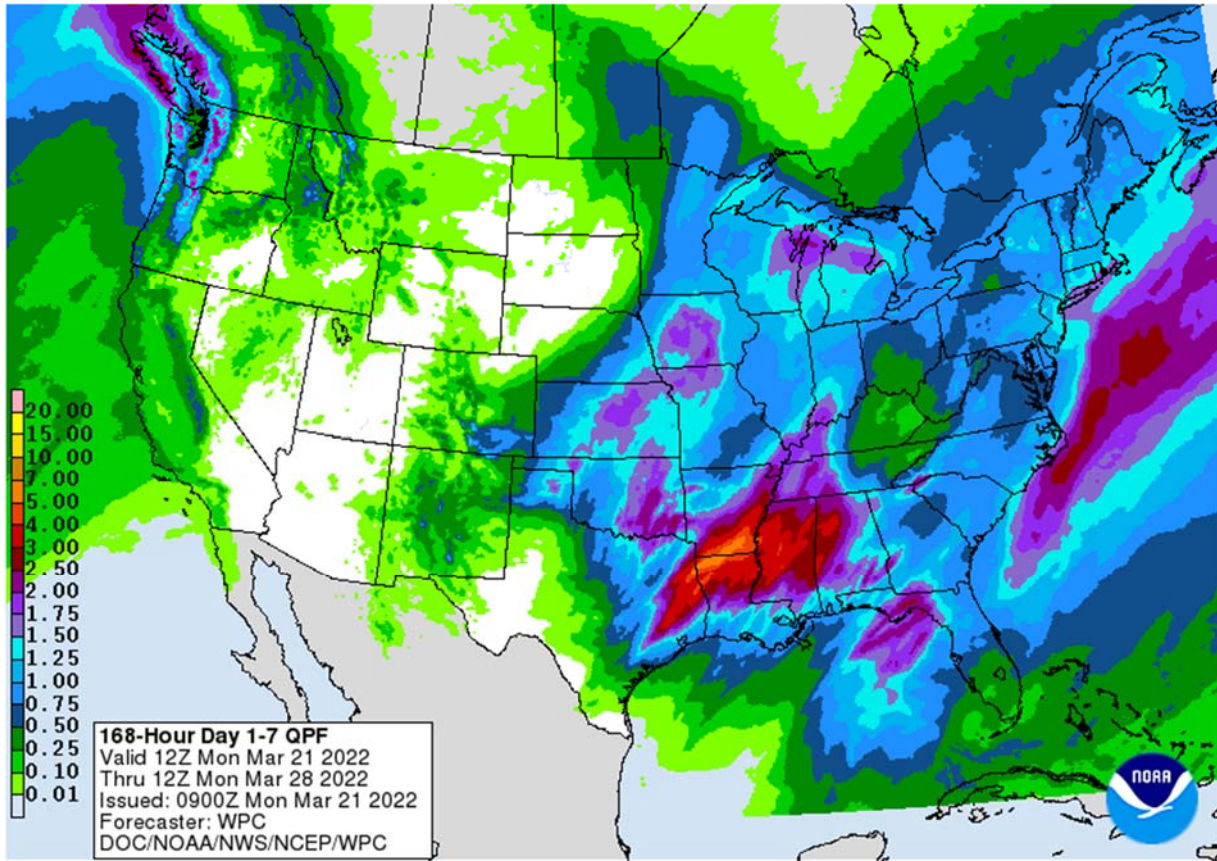 20.00
15.00
10.00
7.00
5.00
4.00
3.00
2.50
2.00
1.75
1.50
1.25
1.00
0.75
0.50
0.25
0.10
0.01
168-Hour Day 1-7 QPF
Valid 12Z Mon Mar 21 2022
Thru 12Z Mon Mar 28 2022
Issued: 0900Z Mon Mar 21 2022
Forecaster: WPC
DOC/NOAA/NWS/NCEP/WPC
NOAA